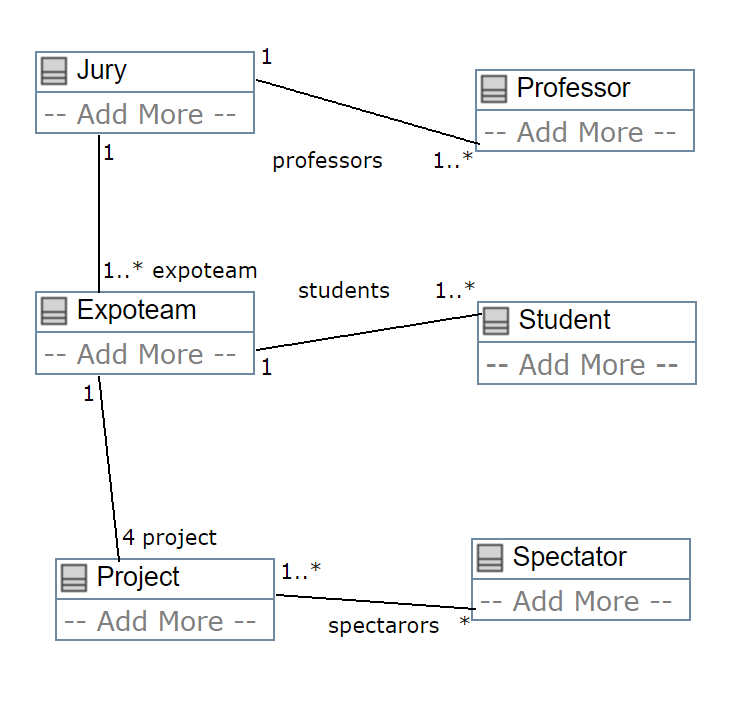 Jury
-- Add More --
1
Professor
-- Add More --
professors
1..*
1
1..* expoteam
Expoteam
-- Add More --
students
1..*
Student
-- Add More --
1
1
4 project
Project
-- Add More --
1..*
Spectator
-- Add More --
spectarors
*